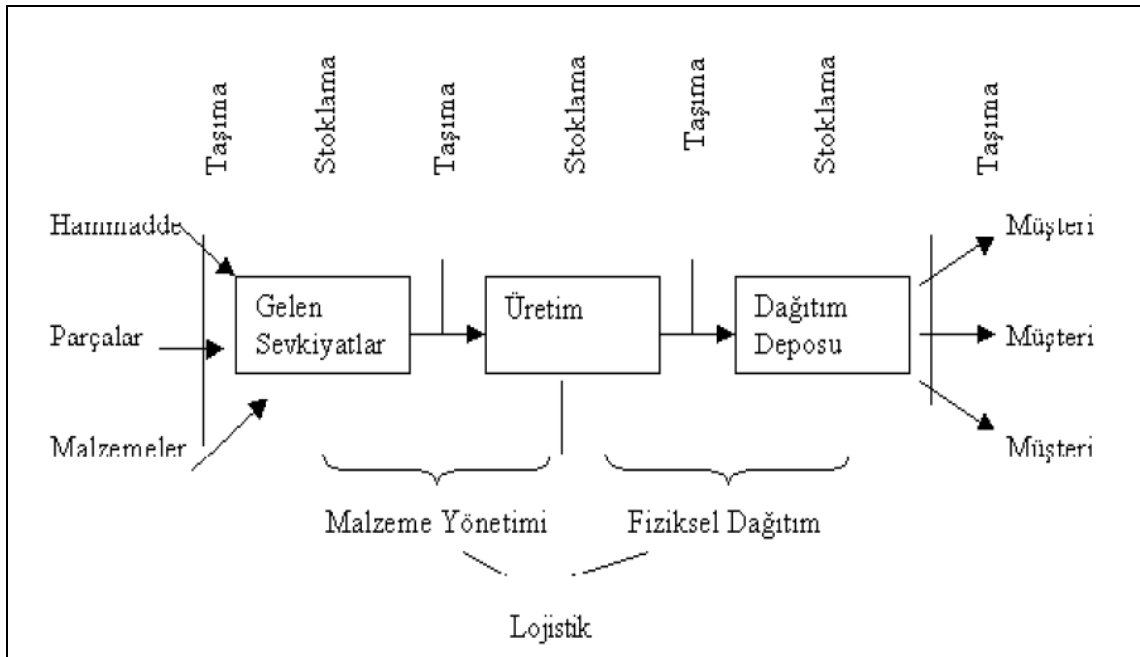 Taşıma
Stoklama
Taşıma
Stoklama
Taşıma
Stoklama
Taşıma
Hammadde
Parçalar
Malzemeler
Gelen
Sevkiyatlar
Üretim
Dağıtım
Deposu
Müşteri
Müşteri
Müşteri
Malzeme Yönetimi
Fiziksel Dağıtım
Lojistik